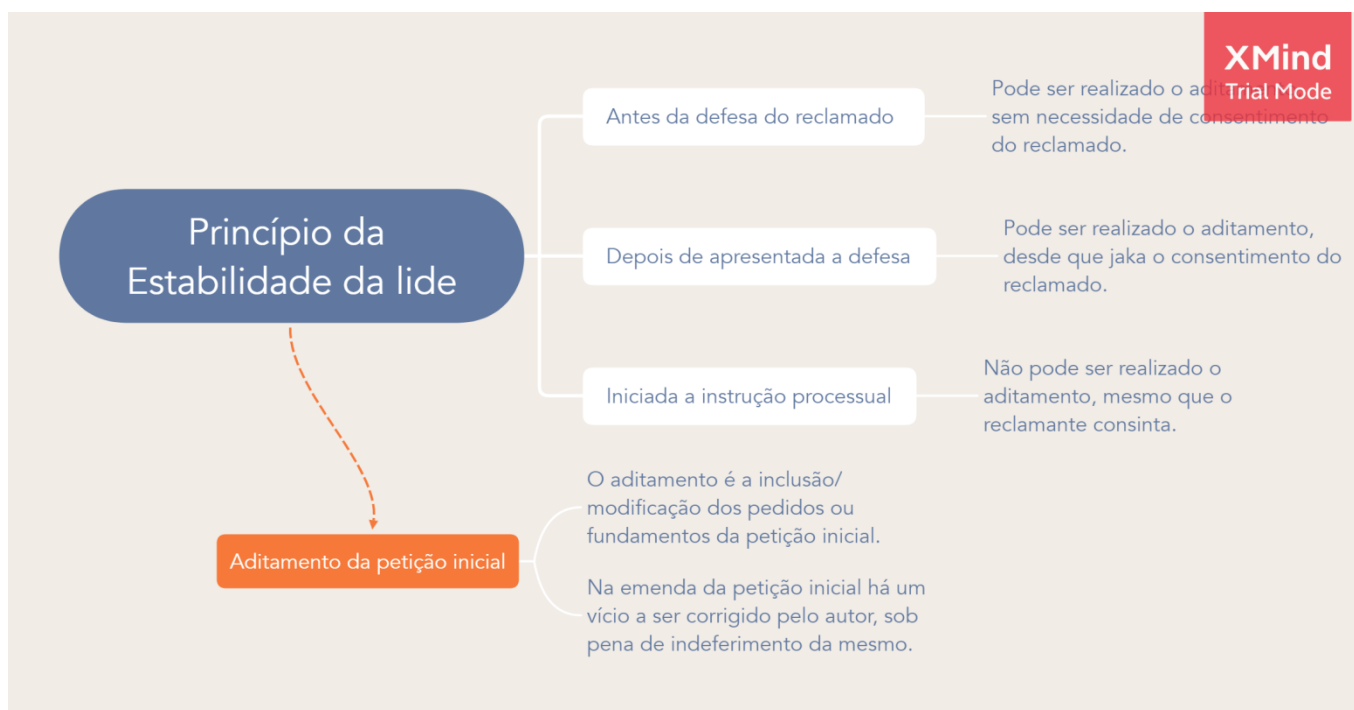 XMind
Trial Mode
Princípio da
Estabilidade da lide
Antes da defesa do reclamado
Pode ser realizado o
sem necessidade de consentimento
do reclamado.
Depois de apresentada a defesa
Pode ser realizado o aditamento,
desde que jaka o consentimento do
reclamado.
Iniciada a instrução processual
Não pode ser realizado o
aditamento, mesmo que o
reclamante consinta.
Aditamento da petição inicial
O aditamento é a inclusão/
modificação dos pedidos ou
fundamentos da petição inicial.
Na emenda da petição inicial há um
vício a ser corrigido pelo autor, sob
pena de indeferimento da mesmo.